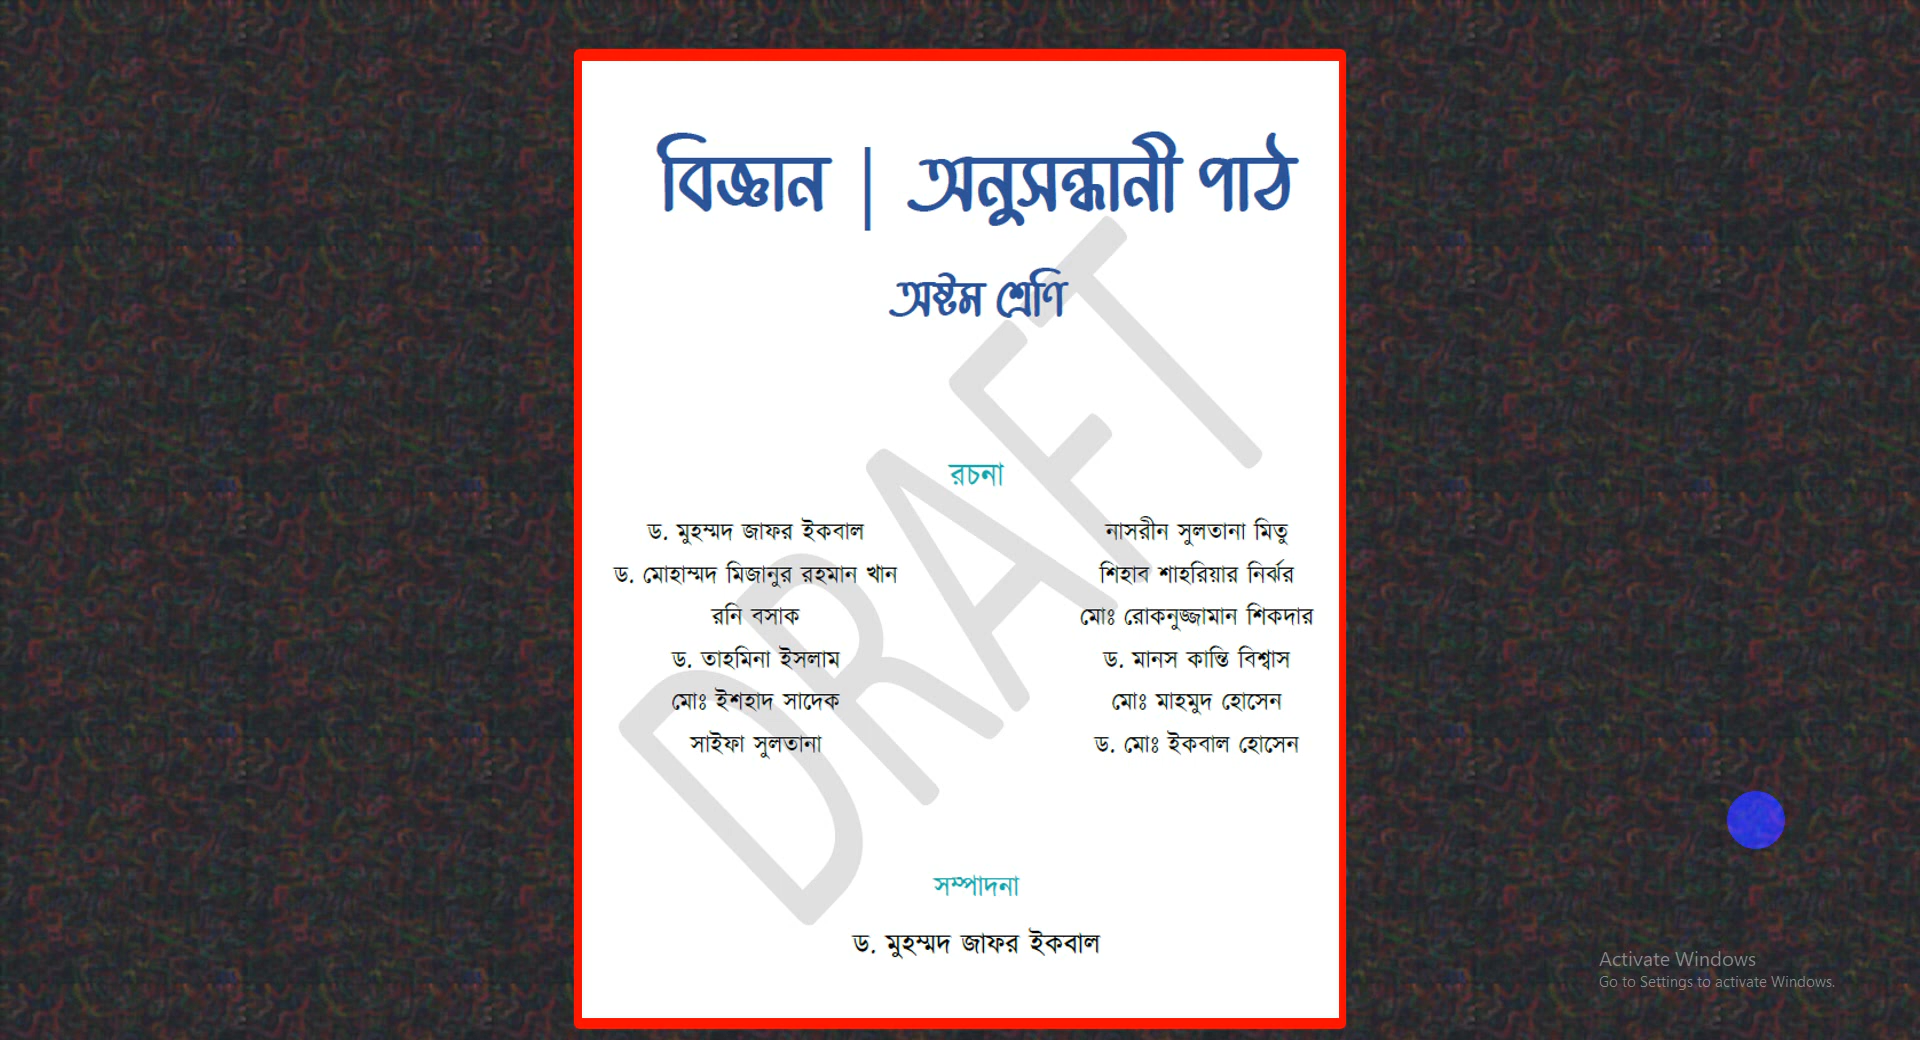 বিজ্ঞান | অনুসন্ধানী পাঠ
অষ্টম শ্রেণি
রচনা
ড. মুহম্মদ জাফর ইকবাল
ড. মোহাম্মদ মিজানুর রহমান খান
রনি বসাক
ড. তাহমিনা ইসলাম
মোঃ ইশহাদ সাদেক
সাইফা সুলতানা
নাসরীন সুলতানা মিতু
শিহাব শাহরিয়ার নির্ঝর
মোঃ রোকনুজ্জামান শিকদার
ড. মানস কান্তি বিশ্বাস
মোঃ মাহমুদ হোসেন
ড. মোঃ ইকবাল হোসেন
সম্পাদনা
ড. মুহম্মদ জাফর ইকবাল
DRAFT
Activate Windows
Go to Settings to activate Windows.